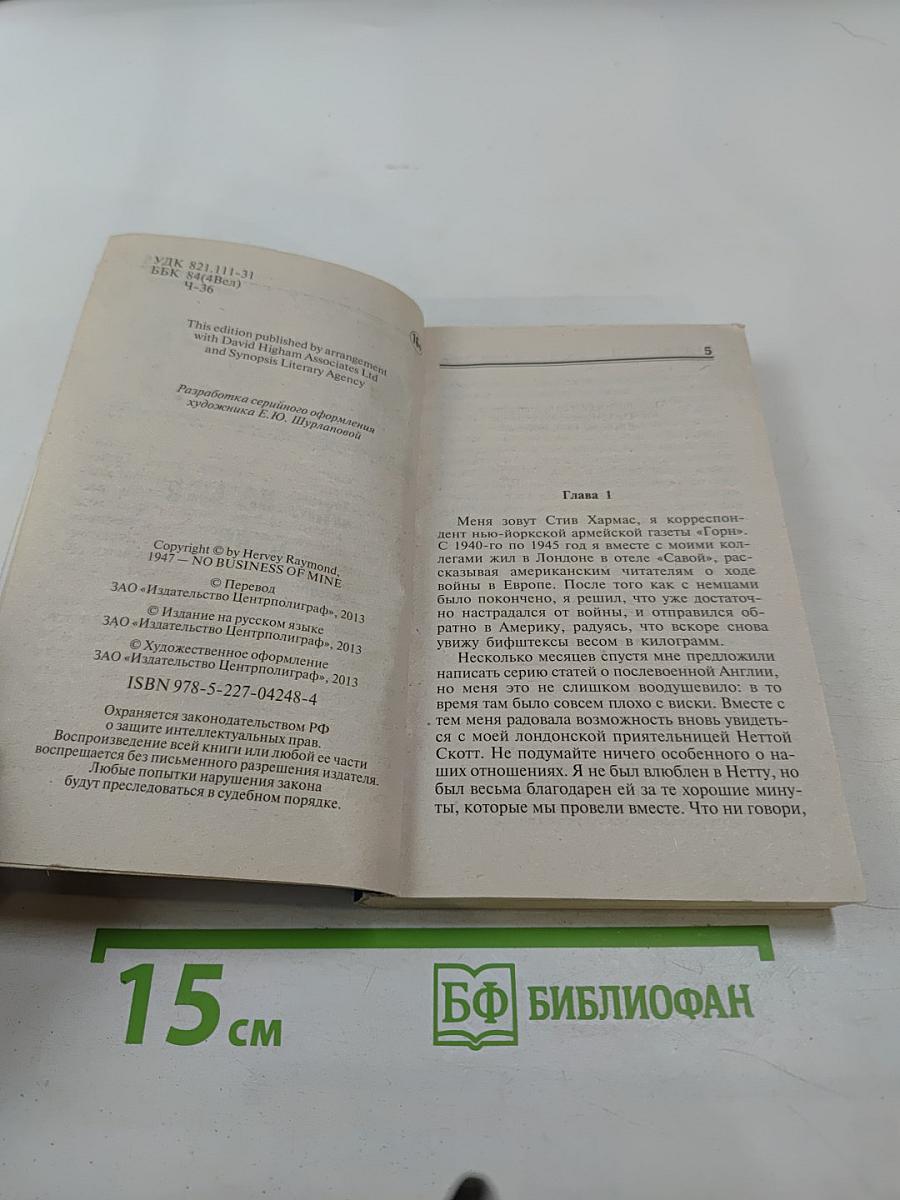 УДК 821.111-31
ББК 84(4Вел)
Ч-36
This edition published by arrangement
with David Higham Associates Ltd
and Synopsis Literary Agency
Разработка серийного оформления
художника Е.Ю. Шурлаповой
Copyright © by Hervey Raymond,
1947 — NO BUSINESS OF MINE
© Перевод
ЗАО «Издательство Центрполиграф», 2013
© Издание на русском языке
ЗАО «Издательство Центрполиграф», 2013
© Художественное оформление
ЗАО «Издательство Центрполиграф», 2013
ISBN 978-5-227-04248-4
Охраняется законодательством РФ
о защите интеллектуальных прав.
Воспроизведение всей книги или любой ее части
воспрещается без письменного разрешения издателя.
Любые попытки нарушения закона
будут преследоваться в судебном порядке.
5
Глава 1
Меня зовут Стив Хармас, я корреспон-
дент нью-йоркской армейской газеты «Горн».
С 1940-го по 1945 год я вместе с моими кол-
легами жил в Лондоне в отеле «Савой», рас-
сказывая американским читателям о ходе
войны в Европе. После того как с немцами
было покончено, я решил, что уже достаточ-
но настрадался от войны, и отправился об-
ратно в Америку, радуясь, что вскоре снова
увижу бифштексы весом в килограмм.
Несколько месяцев спустя мне предложили
написать серию статей о послевоенной Англии,
но меня это не слишком воодушевило: в то
время там было совсем плохо с виски. Вместе с
тем меня радовала возможность вновь увидеть-
ся с моей лондонской приятельницей Неттой
Скотт. Не подумайте ничего особенного о на-
ших отношениях. Я не был влюблен в Нетту, но
был весьма благодарен ей за те хорошие мину-
ты, которые мы провели вместе. Что ни говори,
15 см
БФ БИБЛИОФАН